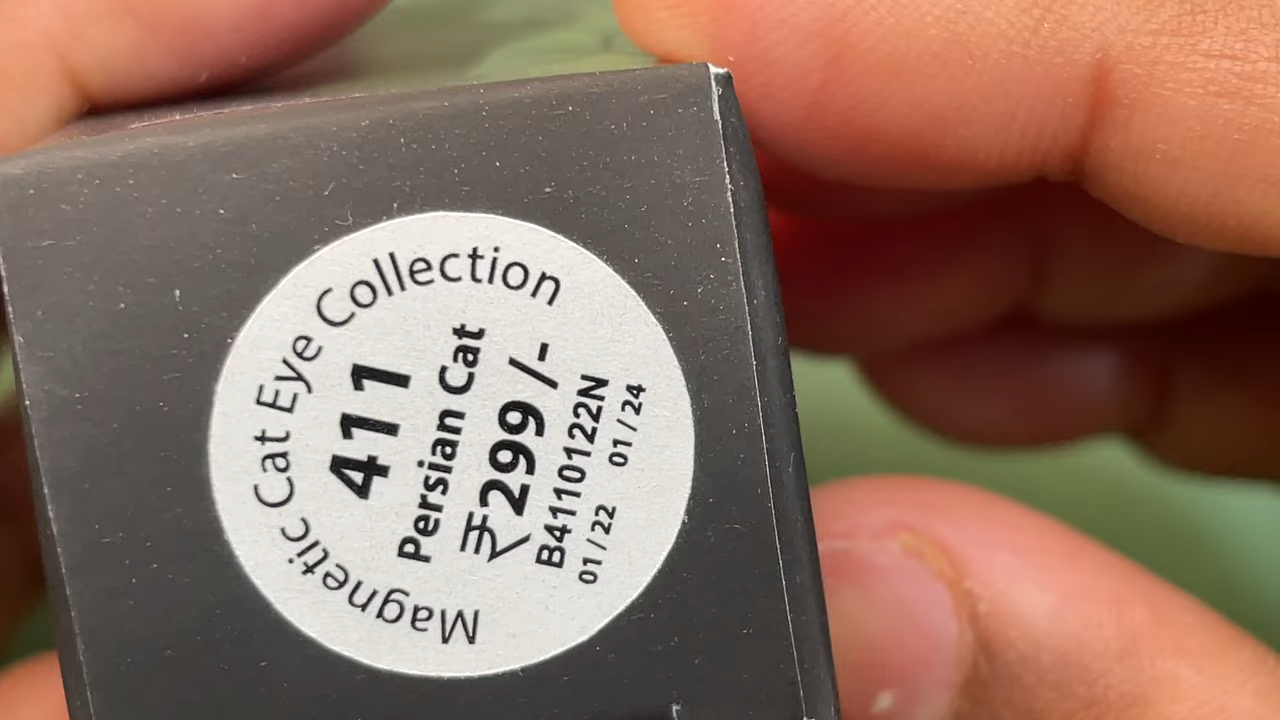 Magnetic Cat Eye Collection
411
Persian Cat
₹299 /-
B4110122N
01 / 22 01 / 24